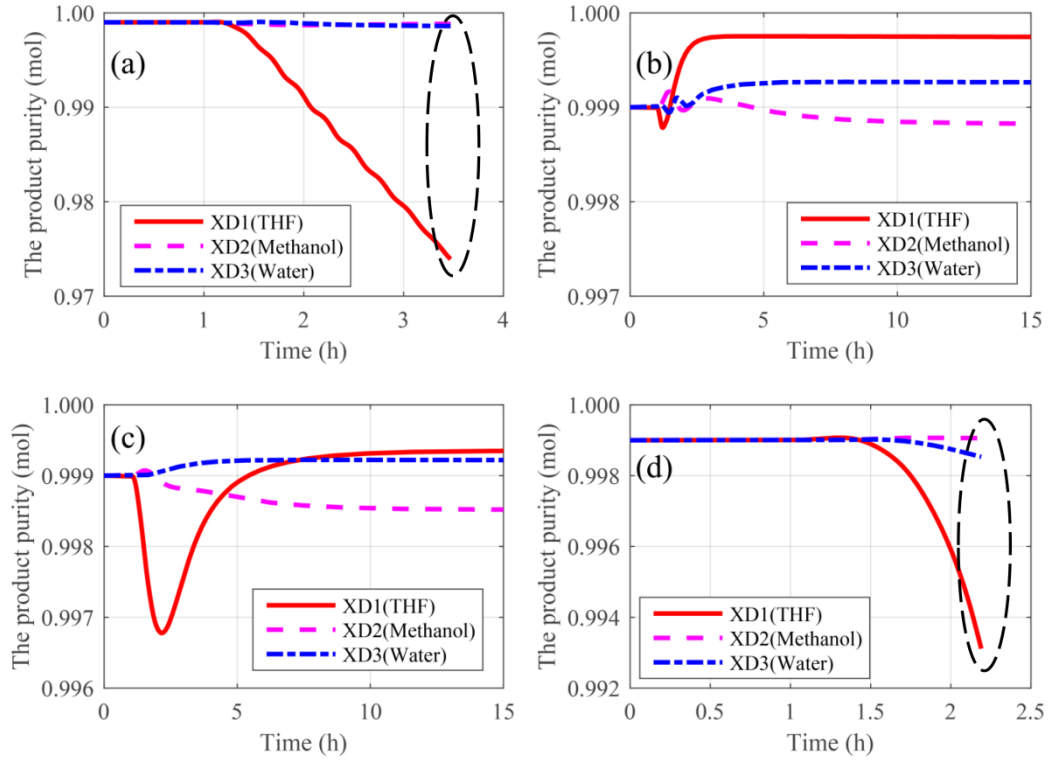 The product purity (mol)
1.00
0.99
0.98
0.97
(a)
XD1(THF)
XD2(Methanol)
XD3(Water)
0 1 2 3 4
Time (h)
The product purity (mol)
1.000
0.999
0.998
0.997
(b)
XD1(THF)
XD2(Methanol)
XD3(Water)
0 5 10 15
Time (h)
The product purity (mol)
1.000
0.999
0.998
0.997
0.996
(c)
XD1(THF)
XD2(Methanol)
XD3(Water)
0 5 10 15
Time (h)
The product purity (mol)
1.000
0.998
0.996
0.994
0.992
(d)
XD1(THF)
XD2(Methanol)
XD3(Water)
0 0.5 1 1.5 2 2.5
Time (h)